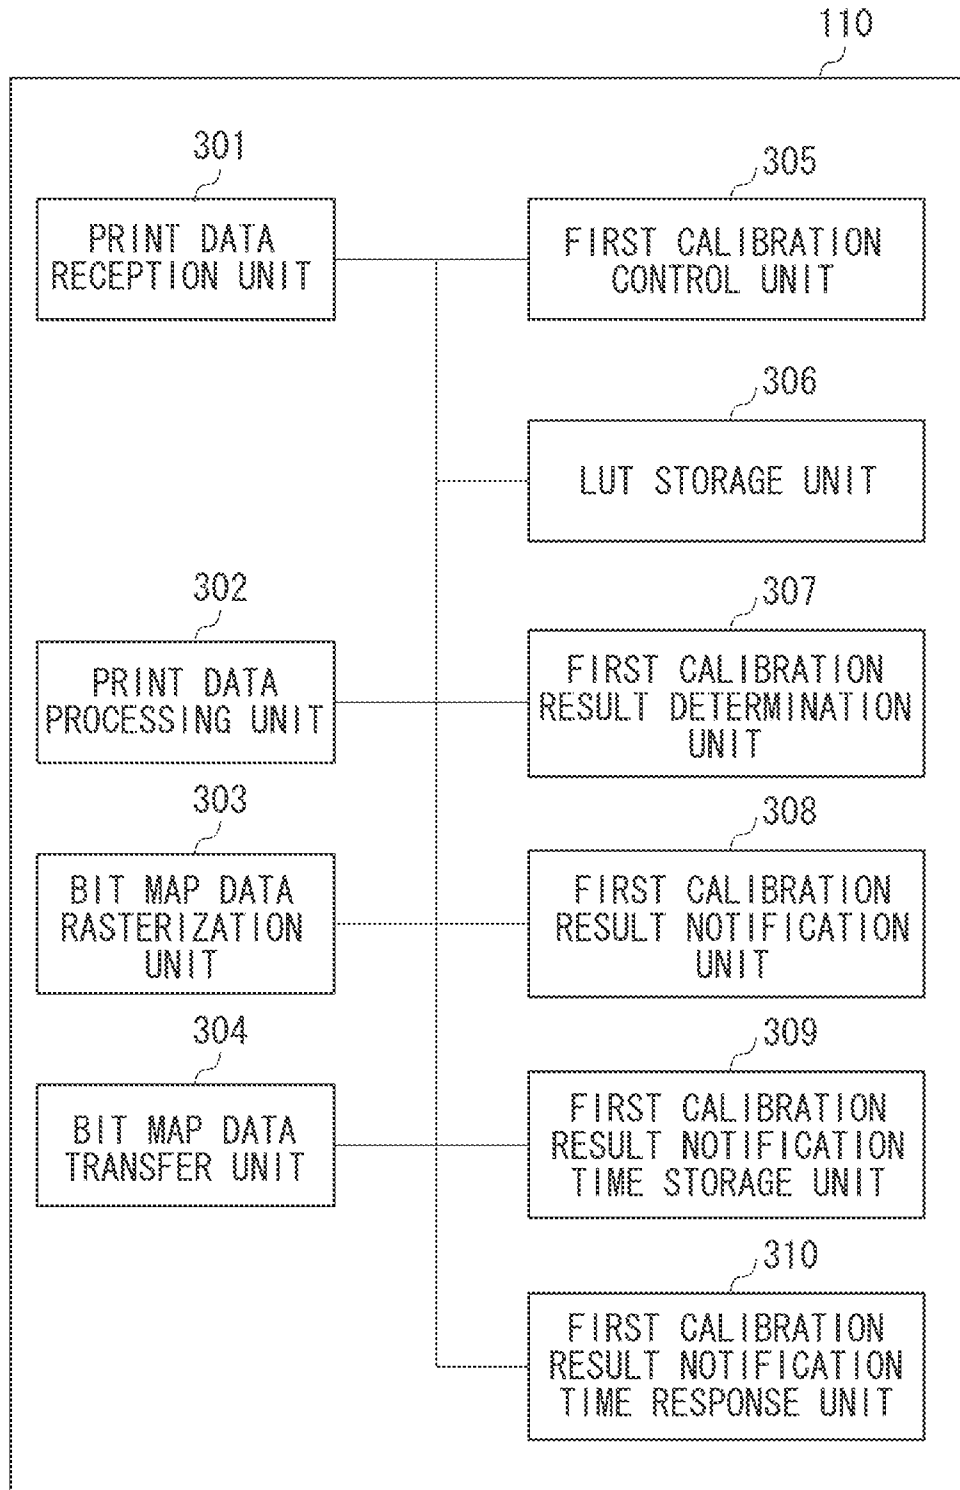 110
301
PRINT DATA
RECEPTION UNIT
305
FIRST CALIBRATION
CONTROL UNIT
306
LUT STORAGE UNIT
302
PRINT DATA
PROCESSING UNIT
307
FIRST CALIBRATION
RESULT DETERMINATION
UNIT
303
BIT MAP DATA
RASTERIZATION
UNIT
308
FIRST CALIBRATION
RESULT NOTIFICATION
UNIT
304
BIT MAP DATA
TRANSFER UNIT
309
FIRST CALIBRATION
RESULT NOTIFICATION
TIME STORAGE UNIT
310
FIRST CALIBRATION
RESULT NOTIFICATION
TIME RESPONSE UNIT